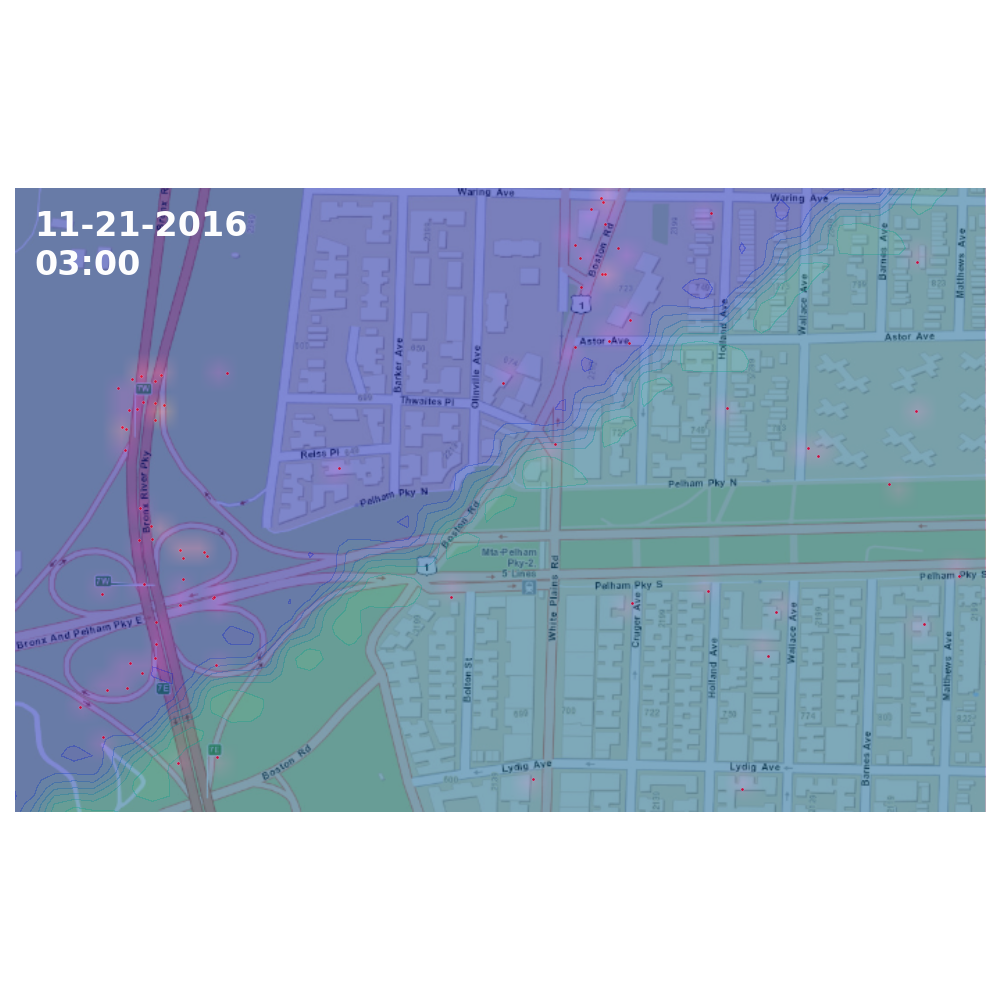 11-21-2016
03:00
Waring Ave
Waring Ave
Boston Rd
Barnes Ave
Matthews Ave
1
Wallace Ave
Holland Ave
Astor Ave
Astor Ave
Barker Ave
Olinville Ave
7W
Thwaites Pl
Reiss Pl
Bronx River Pky
Pelham Pky N
Pelham Pky N
Boston Rd
Mta-Pelham
Pky-2,
5 Lines
1
7W
White Plains Rd
Pelham Pky S
Pelham Pky S
Bronx And Pelham Pky E
Cruger Ave
Wallace Ave
Holland Ave
Matthews Ave
Bolton St
7E
Barnes Ave
7E
Boston Rd
Lydig Ave
Lydig Ave